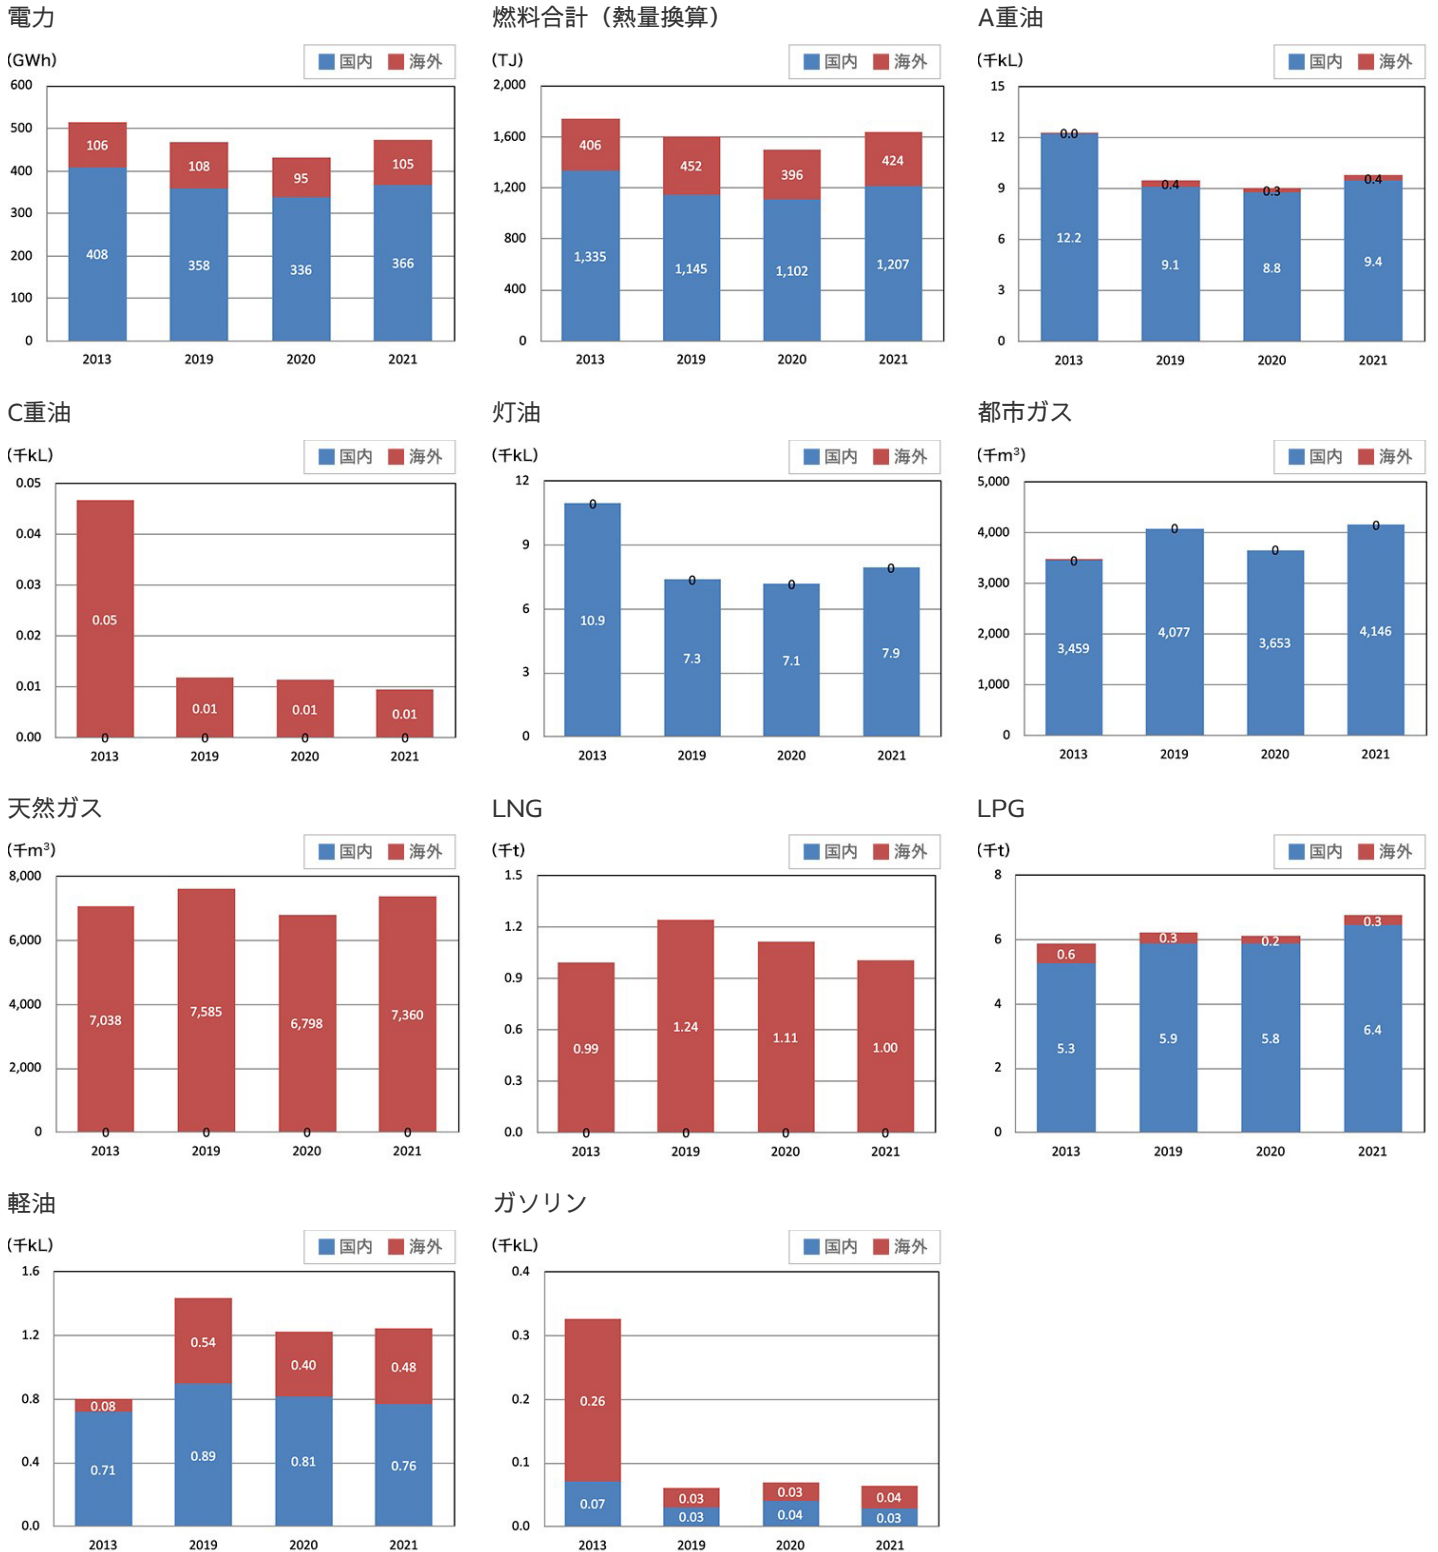 電力
(GWh)
国内 海外
600
500
400
300
200
100
0
106
108
95
105
408
358
336
366
2013 2019 2020 2021
燃料合計（熱量換算）
(TJ)
国内 海外
2,000
1,600
1,200
800
400
0
406
452
396
424
1,335
1,145
1,102
1,207
2013 2019 2020 2021
A重油
(千kL)
国内 海外
15
12
9
6
3
0
0.0
0.4
0.3
0.4
12.2
9.1
8.8
9.4
2013 2019 2020 2021
C重油
(千kL)
国内 海外
0.05
0.04
0.03
0.02
0.01
0.00
0.05
0.01
0.01
0.01
0 0 0 0
2013 2019 2020 2021
灯油
(千kL)
国内 海外
12
9
6
3
0
0
0
0
0
10.9
7.3
7.1
7.9
2013 2019 2020 2021
都市ガス
(千m³)
国内 海外
5,000
4,000
3,000
2,000
1,000
0
0
0
0
0
3,459
4,077
3,653
4,146
2013 2019 2020 2021
天然ガス
(千m³)
国内 海外
8,000
6,000
4,000
2,000
0
7,038
7,585
6,798
7,360
0 0 0 0
2013 2019 2020 2021
LNG
(千t)
国内 海外
1.5
1.2
0.9
0.6
0.3
0.0
0.99
1.24
1.11
1.00
0 0 0 0
2013 2019 2020 2021
LPG
(千t)
国内 海外
8
6
4
2
0
0.6
0.3
0.2
0.3
5.3
5.9
5.8
6.4
2013 2019 2020 2021
軽油
(千kL)
国内 海外
1.6
1.2
0.8
0.4
0.0
0.08
0.54
0.40
0.48
0.71
0.89
0.81
0.76
2013 2019 2020 2021
ガソリン
(千kL)
国内 海外
0.4
0.3
0.2
0.1
0.0
0.26
0.03
0.03
0.04
0.07
0.03
0.04
0.03
2013 2019 2020 2021